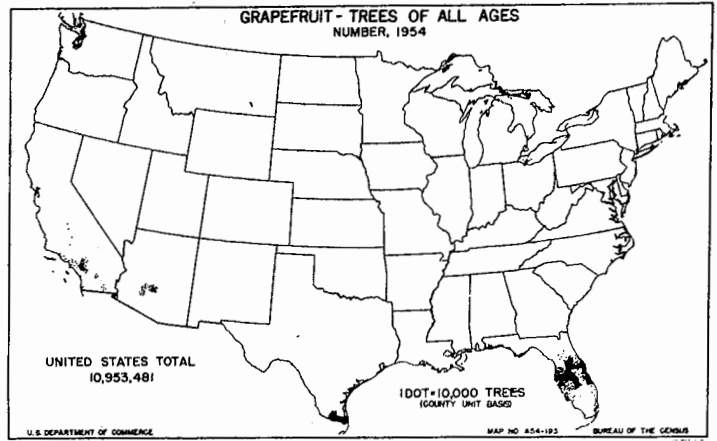 GRAPEFRUIT - TREES OF ALL AGES
NUMBER, 1954
UNITED STATES TOTAL
10,953,481
1 DOT=10,000 TREES
(COUNTY UNIT BASIS)
U.S. DEPARTMENT OF COMMERCE
MAP NO A54-193
BUREAU OF THE CENSUS